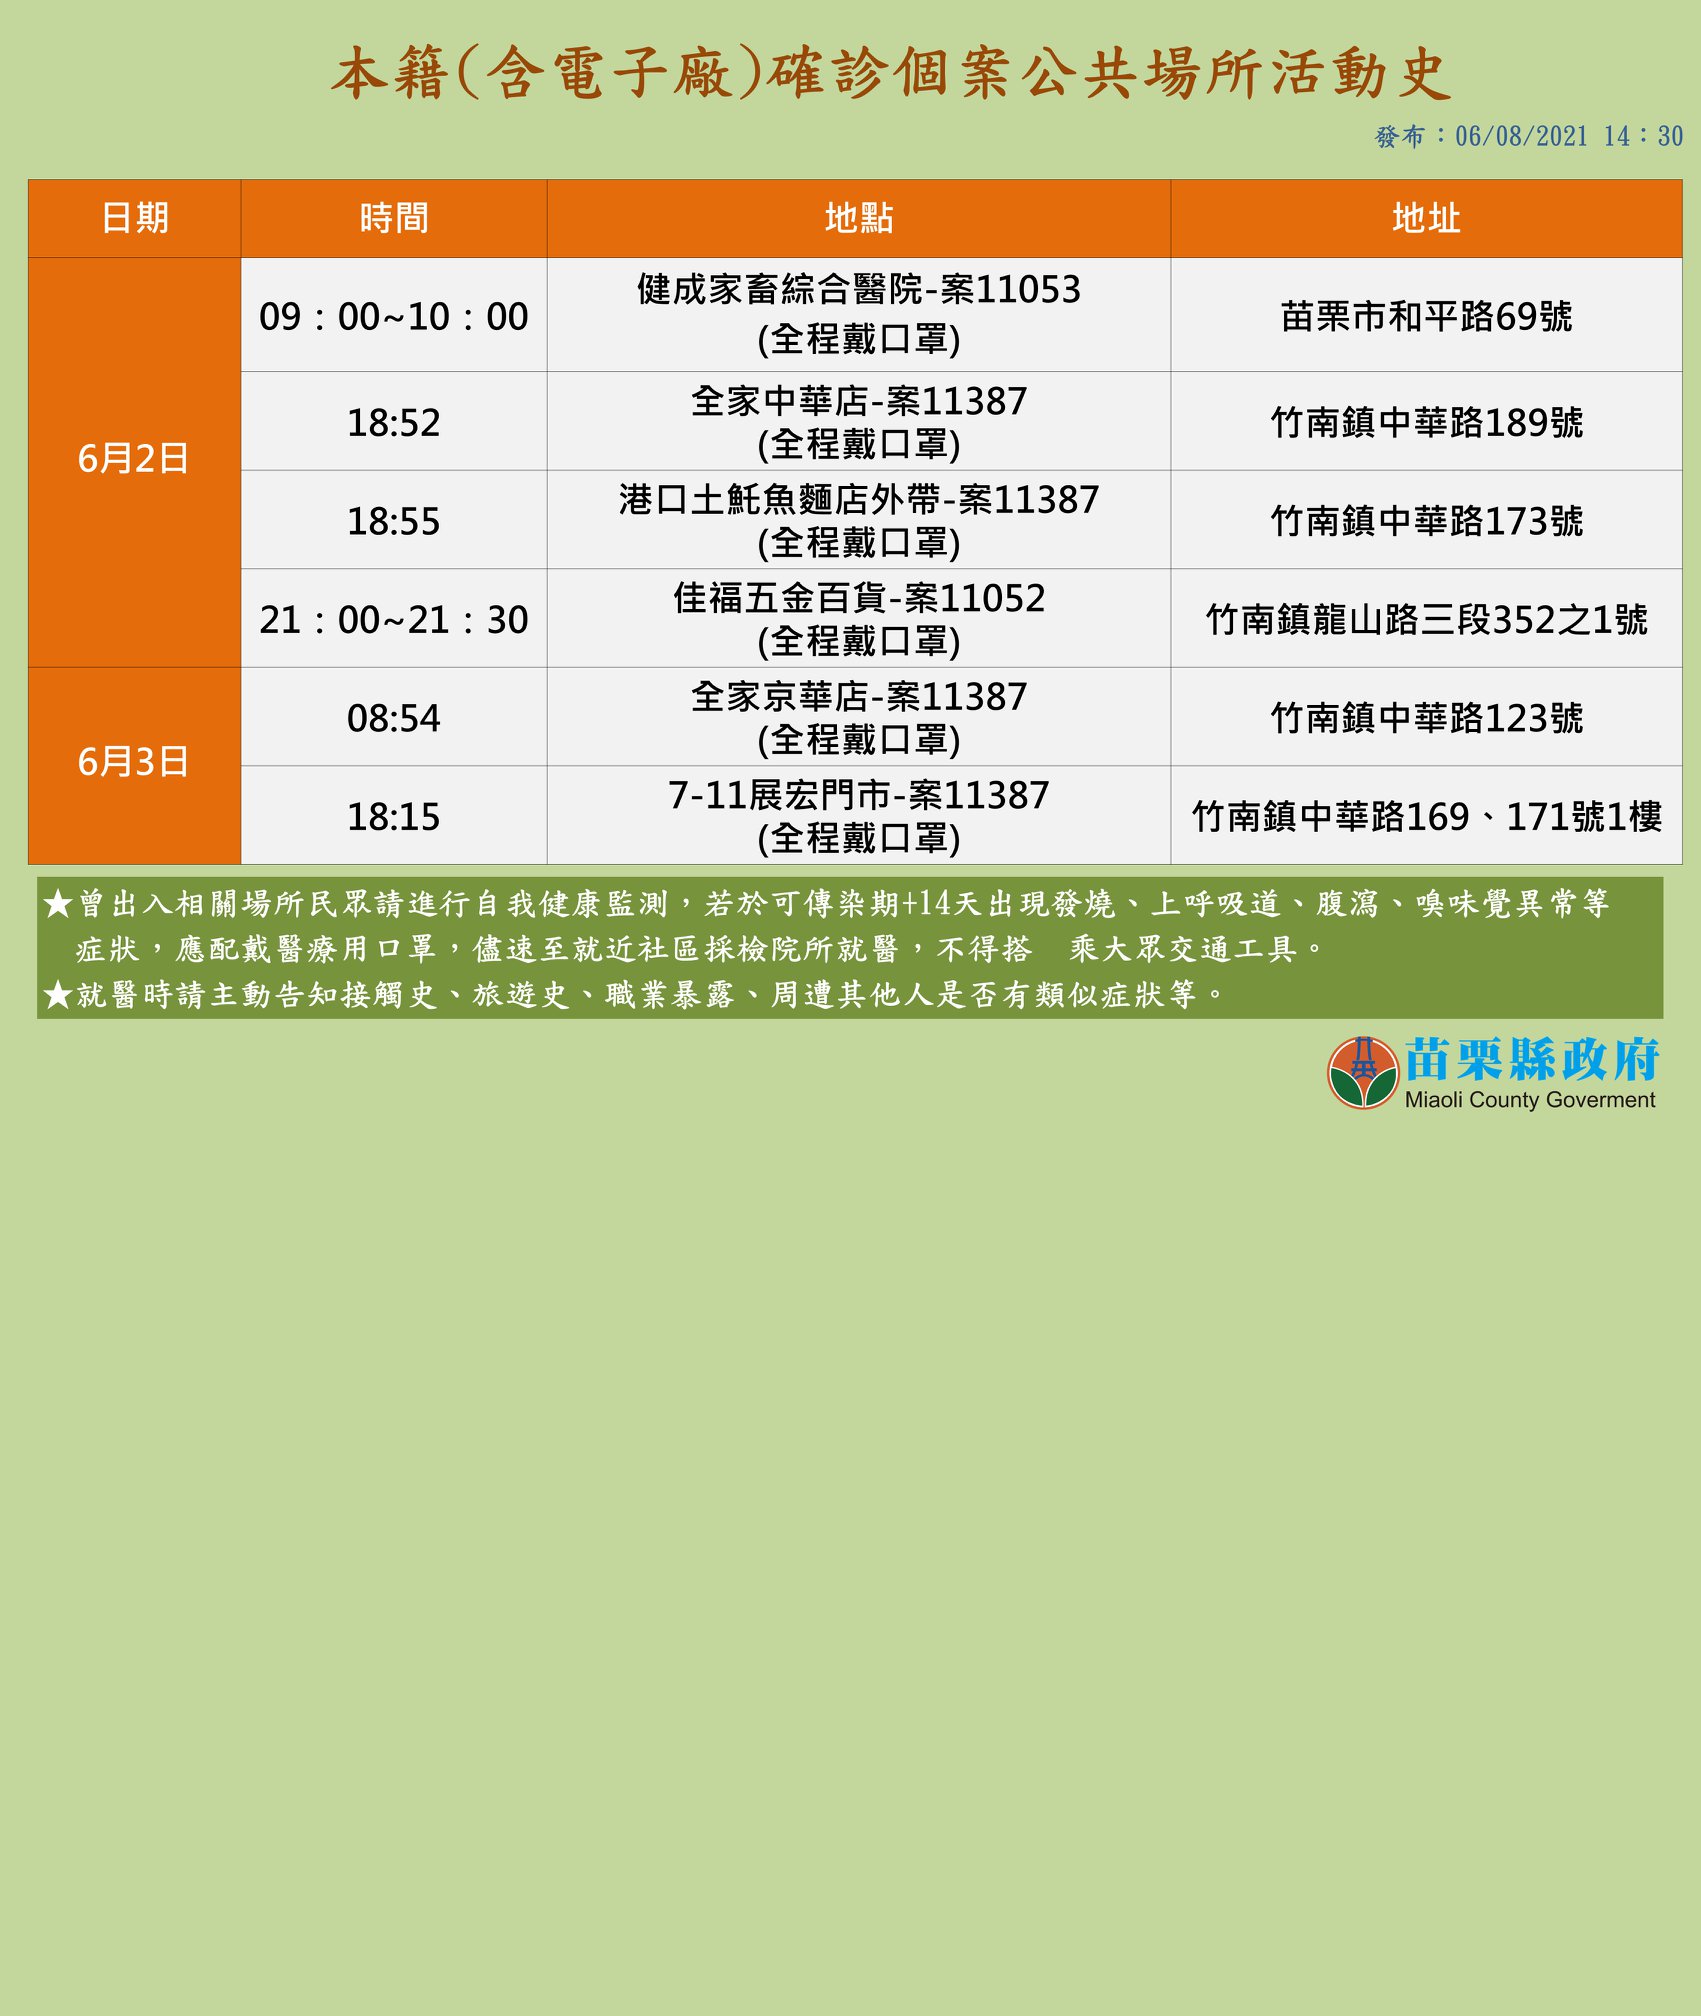 本籍(含電子廠)確診個案公共場所活動史
發布：06/08/2021 14：30
日期 時間 地點 地址
6月2日
09：00~10：00
健成家畜綜合醫院-案11053
(全程戴口罩)
苗栗市和平路69號
18:52
全家中華店-案11387
(全程戴口罩)
竹南鎮中華路189號
18:55
港口土魠魚麵店外帶-案11387
(全程戴口罩)
竹南鎮中華路173號
21：00~21：30
佳福五金百貨-案11052
(全程戴口罩)
竹南鎮龍山路三段352之1號
6月3日
08:54
全家京華店-案11387
(全程戴口罩)
竹南鎮中華路123號
18:15
7-11展宏門市-案11387
(全程戴口罩)
竹南鎮中華路169、171號1樓
★曾出入相關場所民眾請進行自我健康監測，若於可傳染期+14天出現發燒、上呼吸道、腹瀉、嗅味覺異常等
症狀，應配戴醫療用口罩，儘速至就近社區採檢院所就醫，不得搭　乘大眾交通工具。
★就醫時請主動告知接觸史、旅遊史、職業暴露、周遭其他人是否有類似症狀等。
苗栗縣政府
Miaoli County Goverment